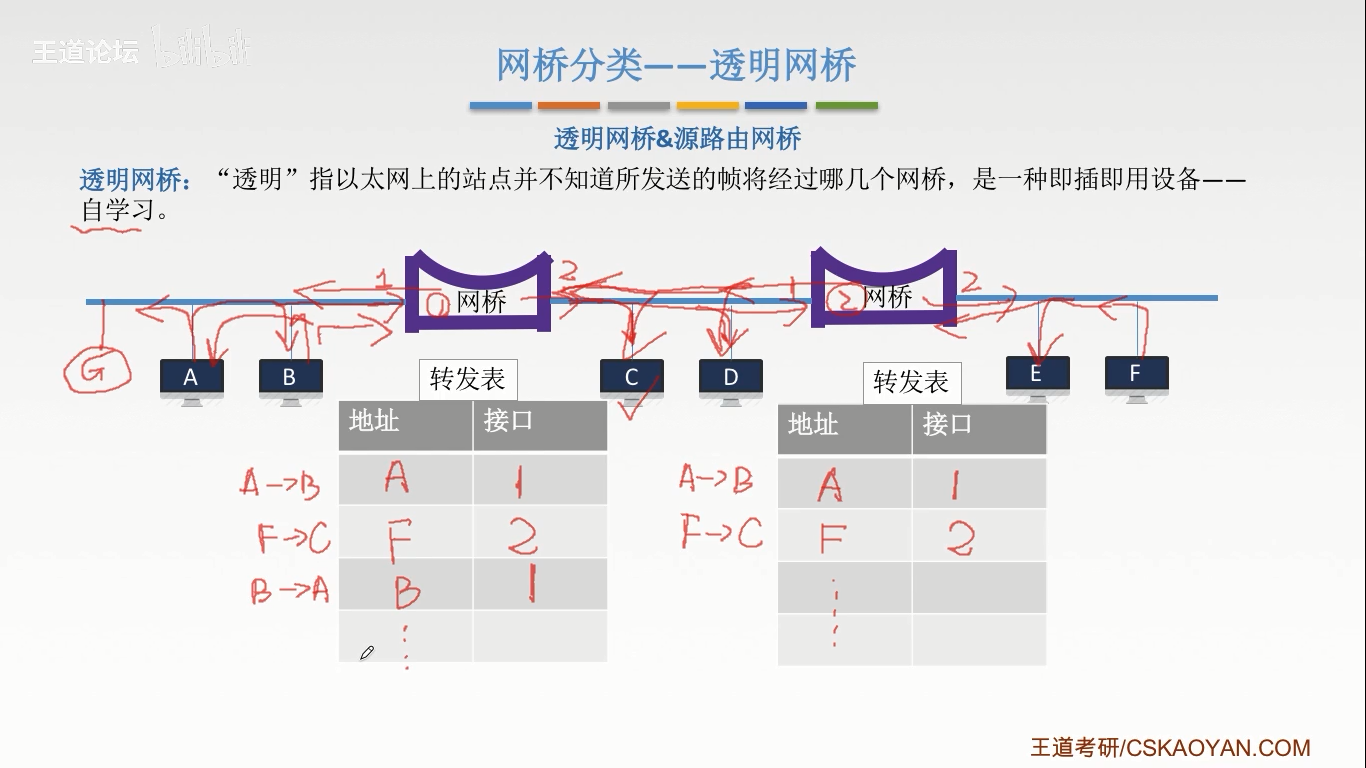 王道论坛 bilibili
网桥分类——透明网桥
透明网桥&源路由网桥
透明网桥：“透明”指以太网上的站点并不知道所发送的帧将经过哪几个网桥，是一种即插即用设备——
自学习。
1 2 1 2
① 网桥 ② 网桥
G A B C D E F
转发表 转发表
地址 接口 地址 接口
A→B A 1 A→B A 1
F→C F 2 F→C F 2
B→A B 1
王道考研/CSKAOYAN.COM